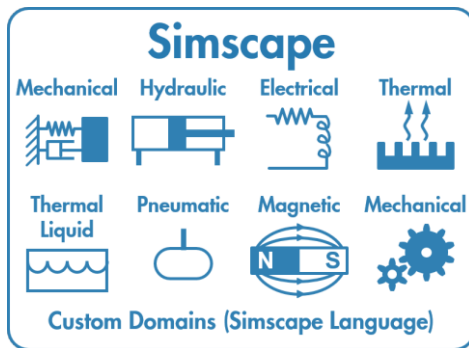 Simscape
Mechanical Hydraulic Electrical Thermal
Thermal Liquid Pneumatic Magnetic Mechanical
N S
Custom Domains (Simscape Language)